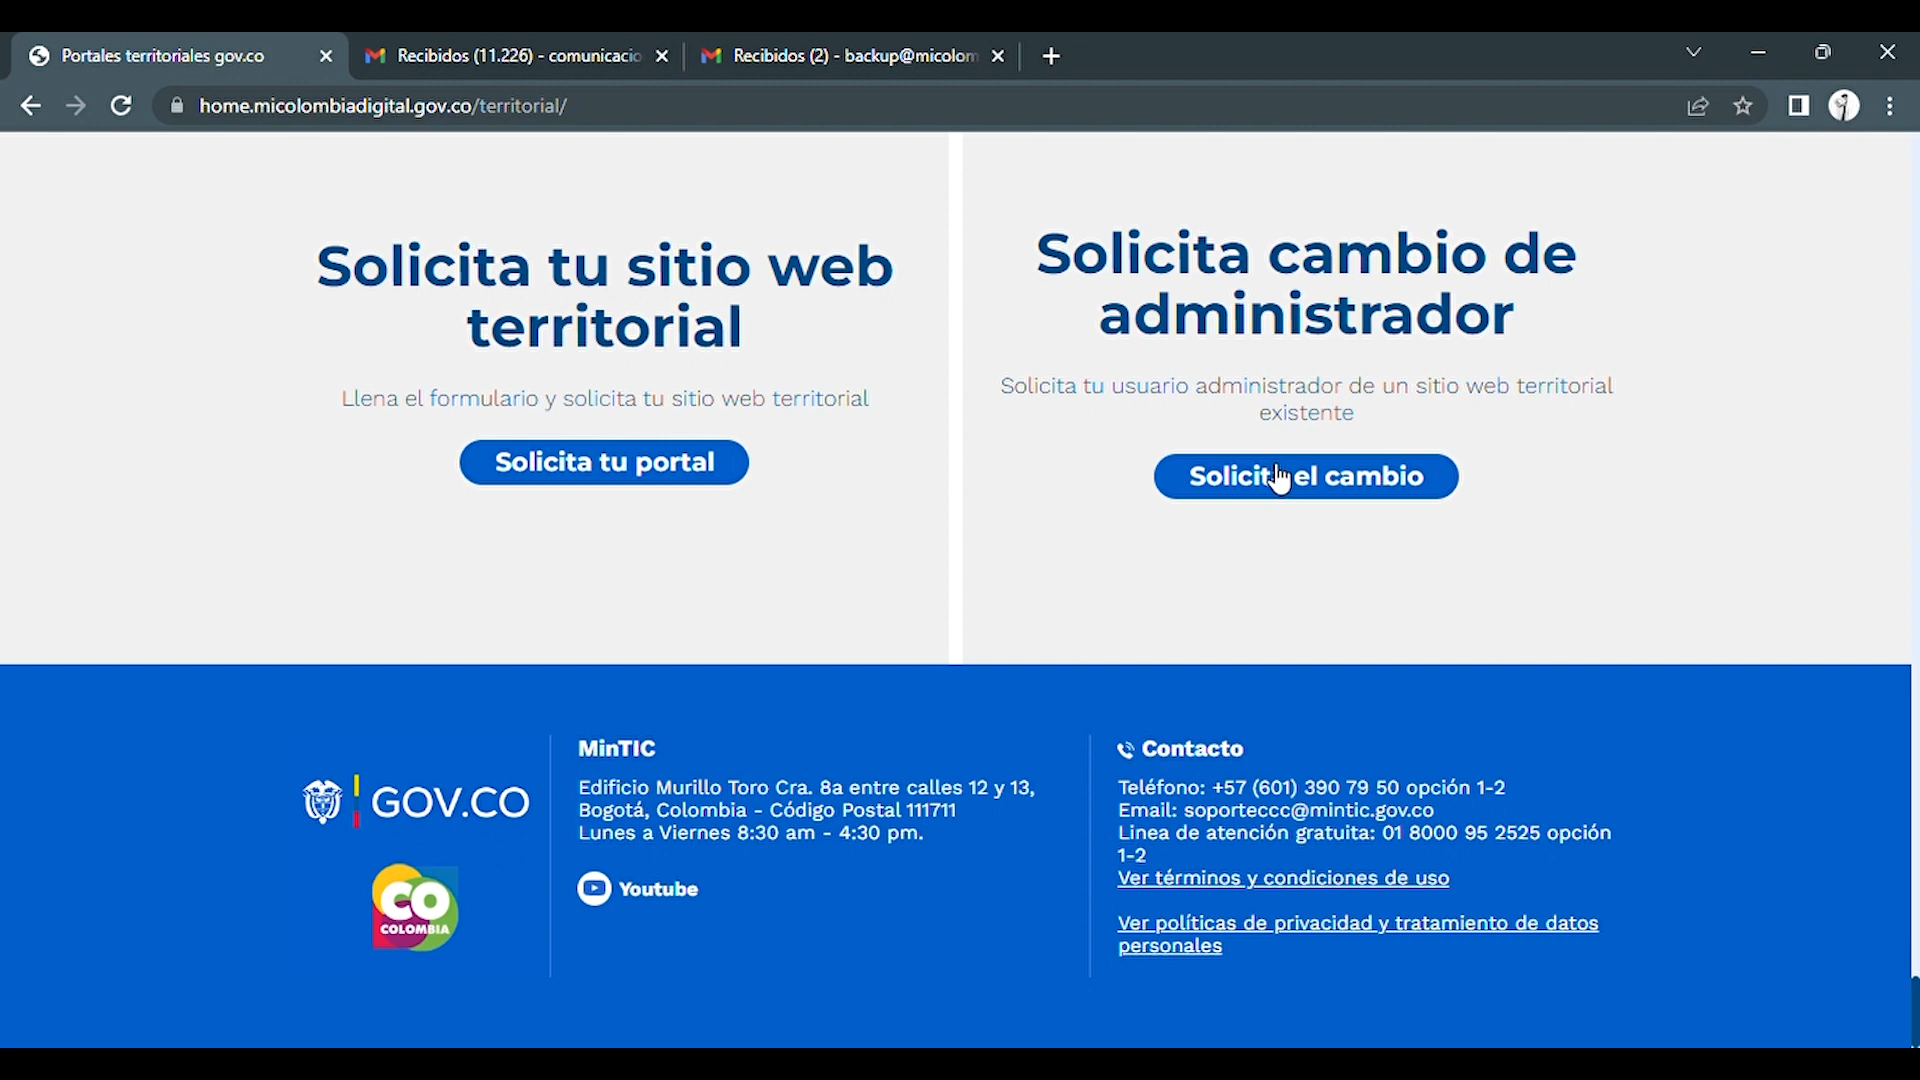 Portales territoriales gov.co
Recibidos (11.226) - comunicacio
Recibidos (2) - backup@micolom
home.micolombiadigital.gov.co/territorial/
Solicita tu sitio web
territorial
Llena el formulario y solicita tu sitio web territorial
Solicita tu portal
Solicita cambio de
administrador
Solicita tu usuario administrador de un sitio web territorial
existente
Solicita el cambio
GOV.CO
CO
COLOMBIA
MinTIC
Edificio Murillo Toro Cra. 8a entre calles 12 y 13,
Bogotá, Colombia - Código Postal 111711
Lunes a Viernes 8:30 am - 4:30 pm.
Youtube
Contacto
Teléfono: +57 (601) 390 79 50 opción 1-2
Email: soporteccc@mintic.gov.co
Linea de atención gratuita: 01 8000 95 2525 opción
1-2
Ver términos y condiciones de uso
Ver políticas de privacidad y tratamiento de datos
personales